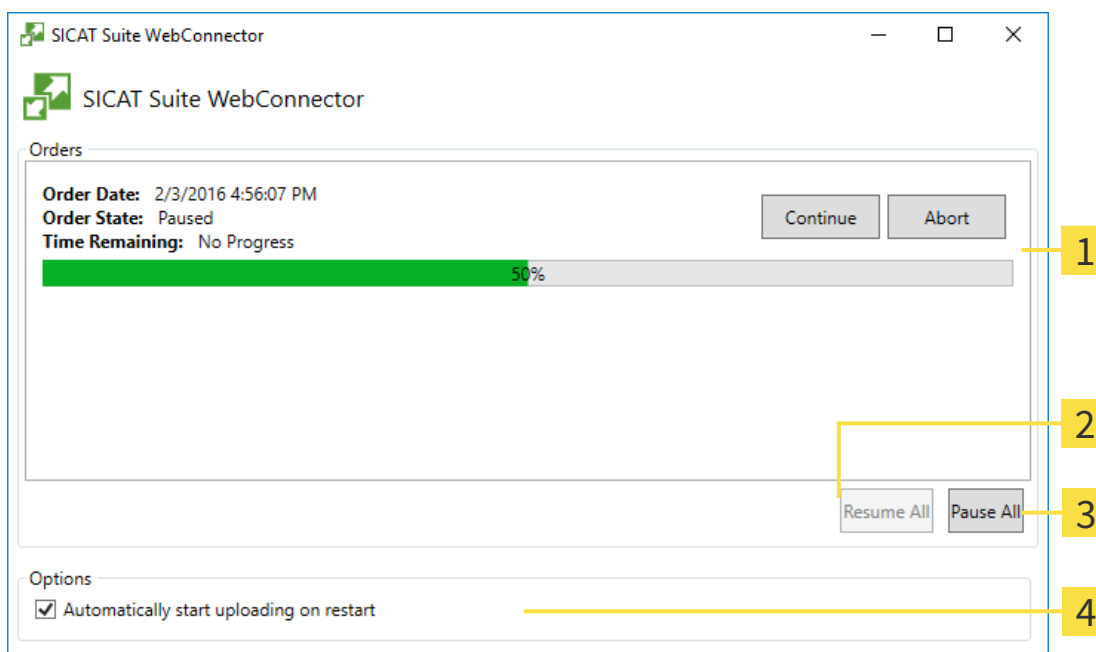 SICAT Suite WebConnector
SICAT Suite WebConnector
Orders
Order Date: 2/3/2016 4:56:07 PM
Order State: Paused
Time Remaining: No Progress
Continue
Abort
1
50%
2
Resume All
Pause All
3
Options
Automatically start uploading on restart
4